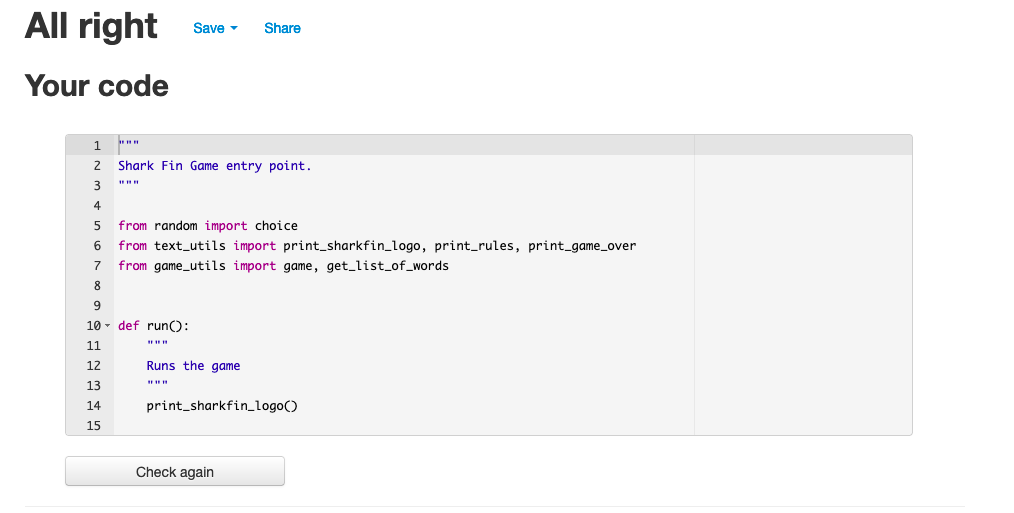 All right Save Share
Your code
1 """
2 Shark Fin Game entry point.
3 """
4
5 from random import choice
6 from text_utils import print_sharkfin_logo, print_rules, print_game_over
7 from game_utils import game, get_list_of_words
8
9
10 def run():
11     """
12     Runs the game
13     """
14     print_sharkfin_logo()
15
Check again